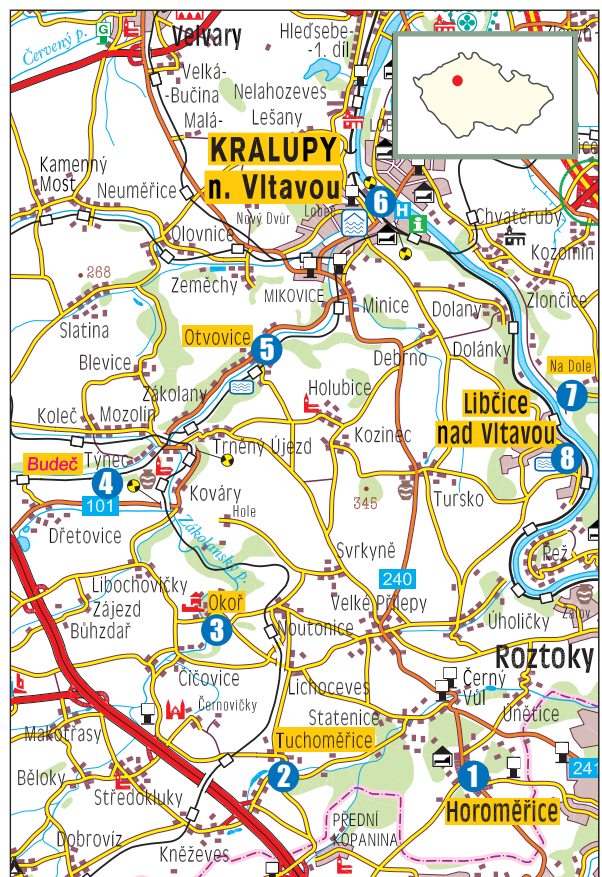 G
Velvary
Hleďsebe-
-1. díl
Červený p.
Velká-
-Bučina
Malá-
Nelahozeves
Lešany
KRALUPY
n. Vltavou
Kamenný
Most
Neuměřice
Nový Dvůr
Lobeč
6
H
i
Chvatěruby
Olovnice
Kozomín
268
Zeměchy
MIKOVICE
Minice
Dolany
Zlončice
Slatina
Otvovice
5
Debrno
Dolánky
Blevice
Na Dole
7
Zákolany
Holubice
Libčice
nad Vltavou
Koleč
Mozolín
Kozinec
Trněný Újezd
8
Budeč
Týnec
4
101
Kováry
345
Tursko
Hole
Dřetovice
Zákolanský p.
Svrkyně
Řež
240
Libochovičky
Okoř
Velké Přílepy
Zájezd
Búhzdař
3
Noutonice
Úholičky
Žalov
Roztoky
Čičovice
Lichoceves
Černý
Vůl
Černovičky
Statenice
Únětice
Makotřasy
Tuchoměřice
Běloky
2
1
241
Středokluky
Horoměřice
PŘEDNÍ
KOPANINA
Dobrovíz
Kněževes